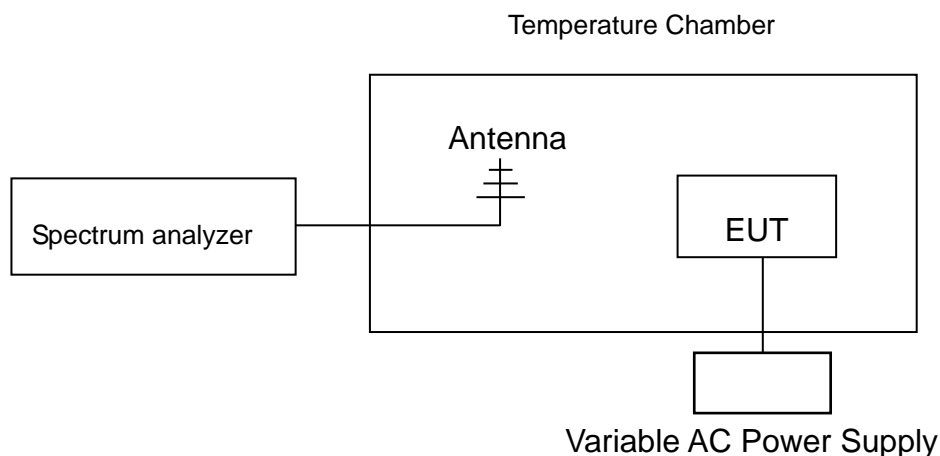 Temperature Chamber
Antenna
Spectrum analyzer
EUT
Variable AC Power Supply